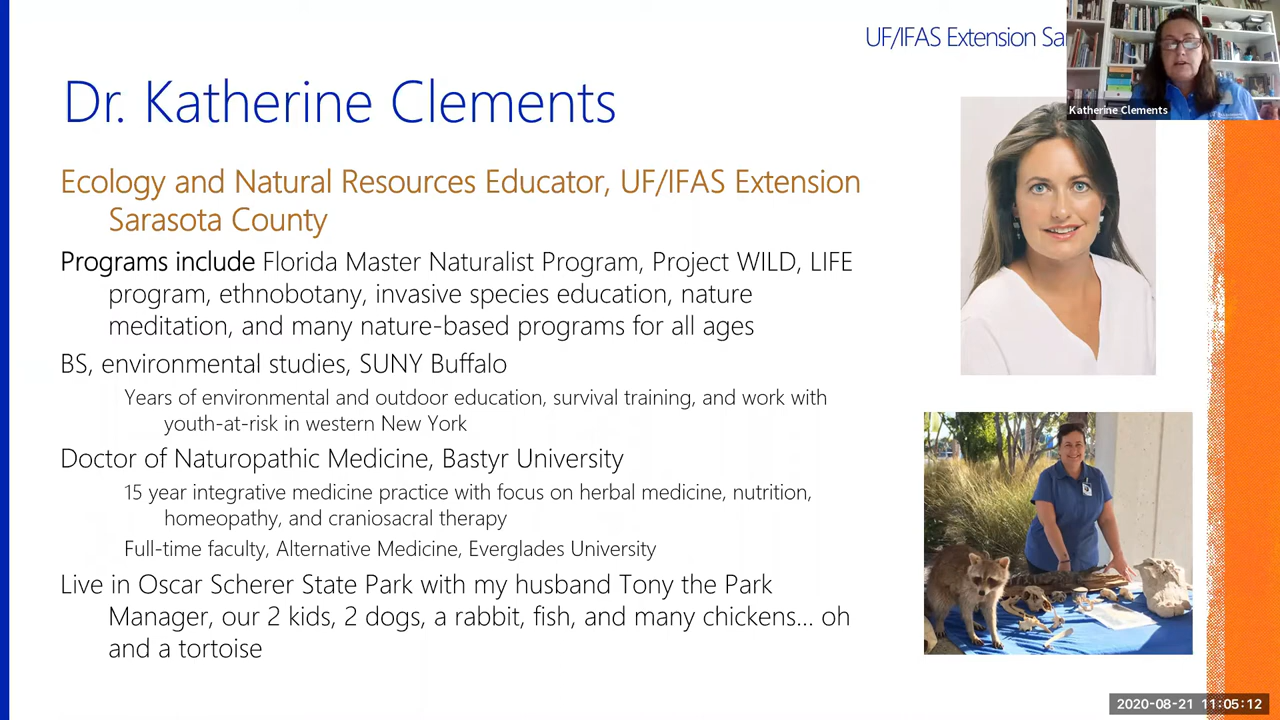 UF/IFAS Extension
Katherine Clements
Dr. Katherine Clements
Ecology and Natural Resources Educator, UF/IFAS Extension
Sarasota County
Programs include Florida Master Naturalist Program, Project WILD, LIFE
program, ethnobotany, invasive species education, nature
meditation, and many nature-based programs for all ages
BS, environmental studies, SUNY Buffalo
Years of environmental and outdoor education, survival training, and work with
youth-at-risk in western New York
Doctor of Naturopathic Medicine, Bastyr University
15 year integrative medicine practice with focus on herbal medicine, nutrition,
homeopathy, and craniosacral therapy
Full-time faculty, Alternative Medicine, Everglades University
Live in Oscar Scherer State Park with my husband Tony the Park
Manager, our 2 kids, 2 dogs, a rabbit, fish, and many chickens... oh
and a tortoise
2020-08-21 11:05:12